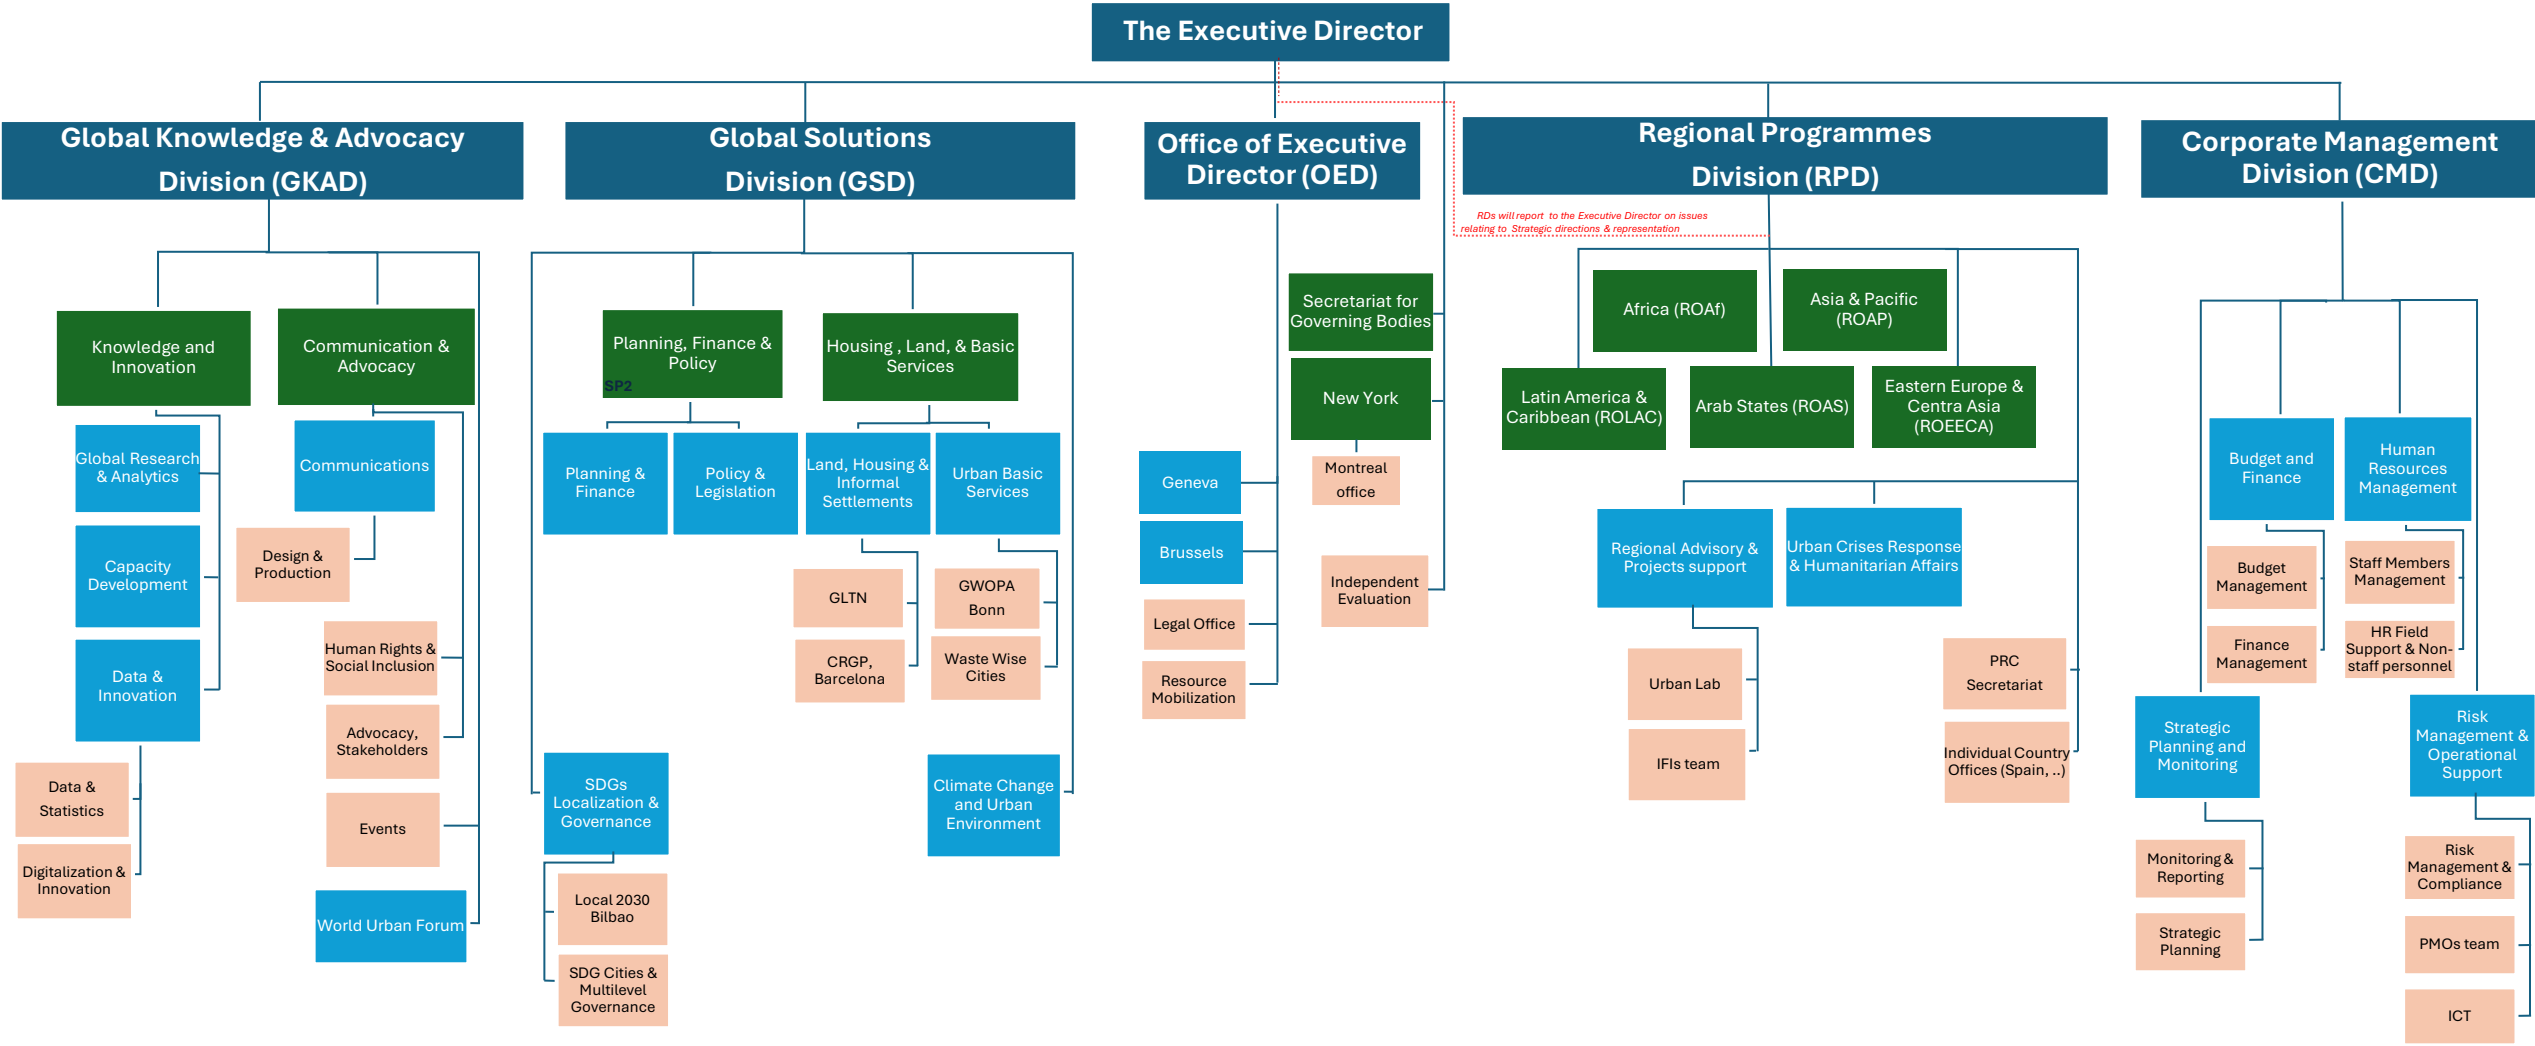 The Executive Director
Global Knowledge & Advocacy
Division (GKAD)
Global Solutions
Division (GSD)
Office of Executive
Director (OED)
Regional Programmes
Division (RPD)
Corporate Management
Division (CMD)
RDs will report to the Executive Director on issues
relating to Strategic directions & representation
Knowledge and
Innovation
Communication &
Advocacy
Global Research
& Analytics
Capacity
Development
Data &
Innovation
Data &
Statistics
Digitalization &
Innovation
Communications
Design &
Production
Human Rights &
Social Inclusion
Advocacy,
Stakeholders
Events
World Urban Forum
Planning, Finance &
Policy
SP2
Housing , Land, & Basic
Services
Planning &
Finance
Policy &
Legislation
Land, Housing &
Informal
Settlements
Urban Basic
Services
GLTN
CRGP,
Barcelona
GWOPA
Bonn
Waste Wise
Cities
SDGs
Localization &
Governance
Local 2030
Bilbao
SDG Cities &
Multilevel
Governance
Climate Change
and Urban
Environment
Secretariat for
Governing Bodies
New York
Montreal
office
Independent
Evaluation
Geneva
Brussels
Legal Office
Resource
Mobilization
Africa (ROAf)
Asia & Pacific
(ROAP)
Latin America &
Caribbean (ROLAC)
Arab States (ROAS)
Eastern Europe &
Centra Asia
(ROEECA)
Regional Advisory &
Projects support
Urban Crises Response
& Humanitarian Affairs
Urban Lab
IFIs team
PRC
Secretariat
Individual Country
Offices (Spain, ..)
Budget and
Finance
Human
Resources
Management
Budget
Management
Finance
Management
Staff Members
Management
HR Field
Support & Non-
staff personnel
Strategic
Planning and
Monitoring
Monitoring &
Reporting
Strategic
Planning
Risk
Management &
Operational
Support
Risk
Management &
Compliance
PMOs team
ICT